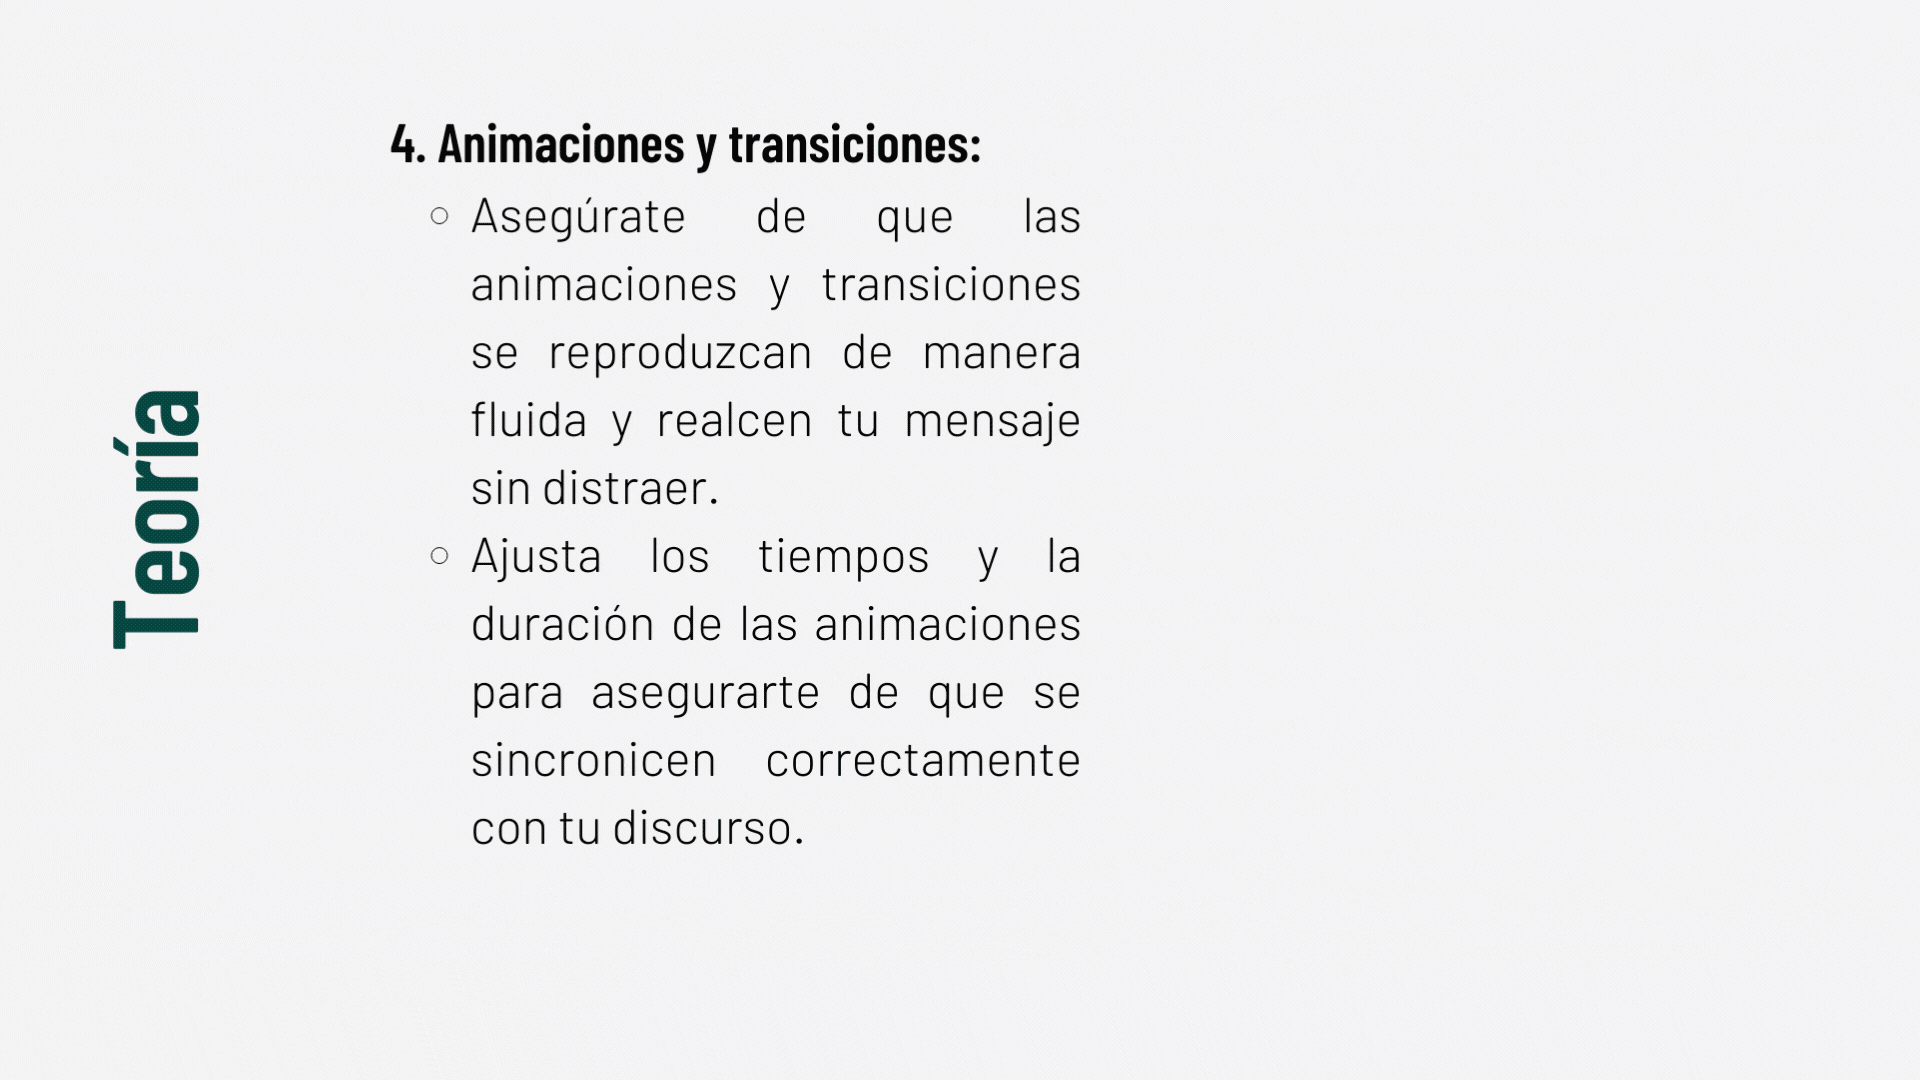 Teoría
4. Animaciones y transiciones:
○ Asegúrate de que las
animaciones y transiciones
se reproduzcan de manera
fluida y realcen tu mensaje
sin distraer.
○ Ajusta los tiempos y la
duración de las animaciones
para asegurarte de que se
sincronicen correctamente
con tu discurso.